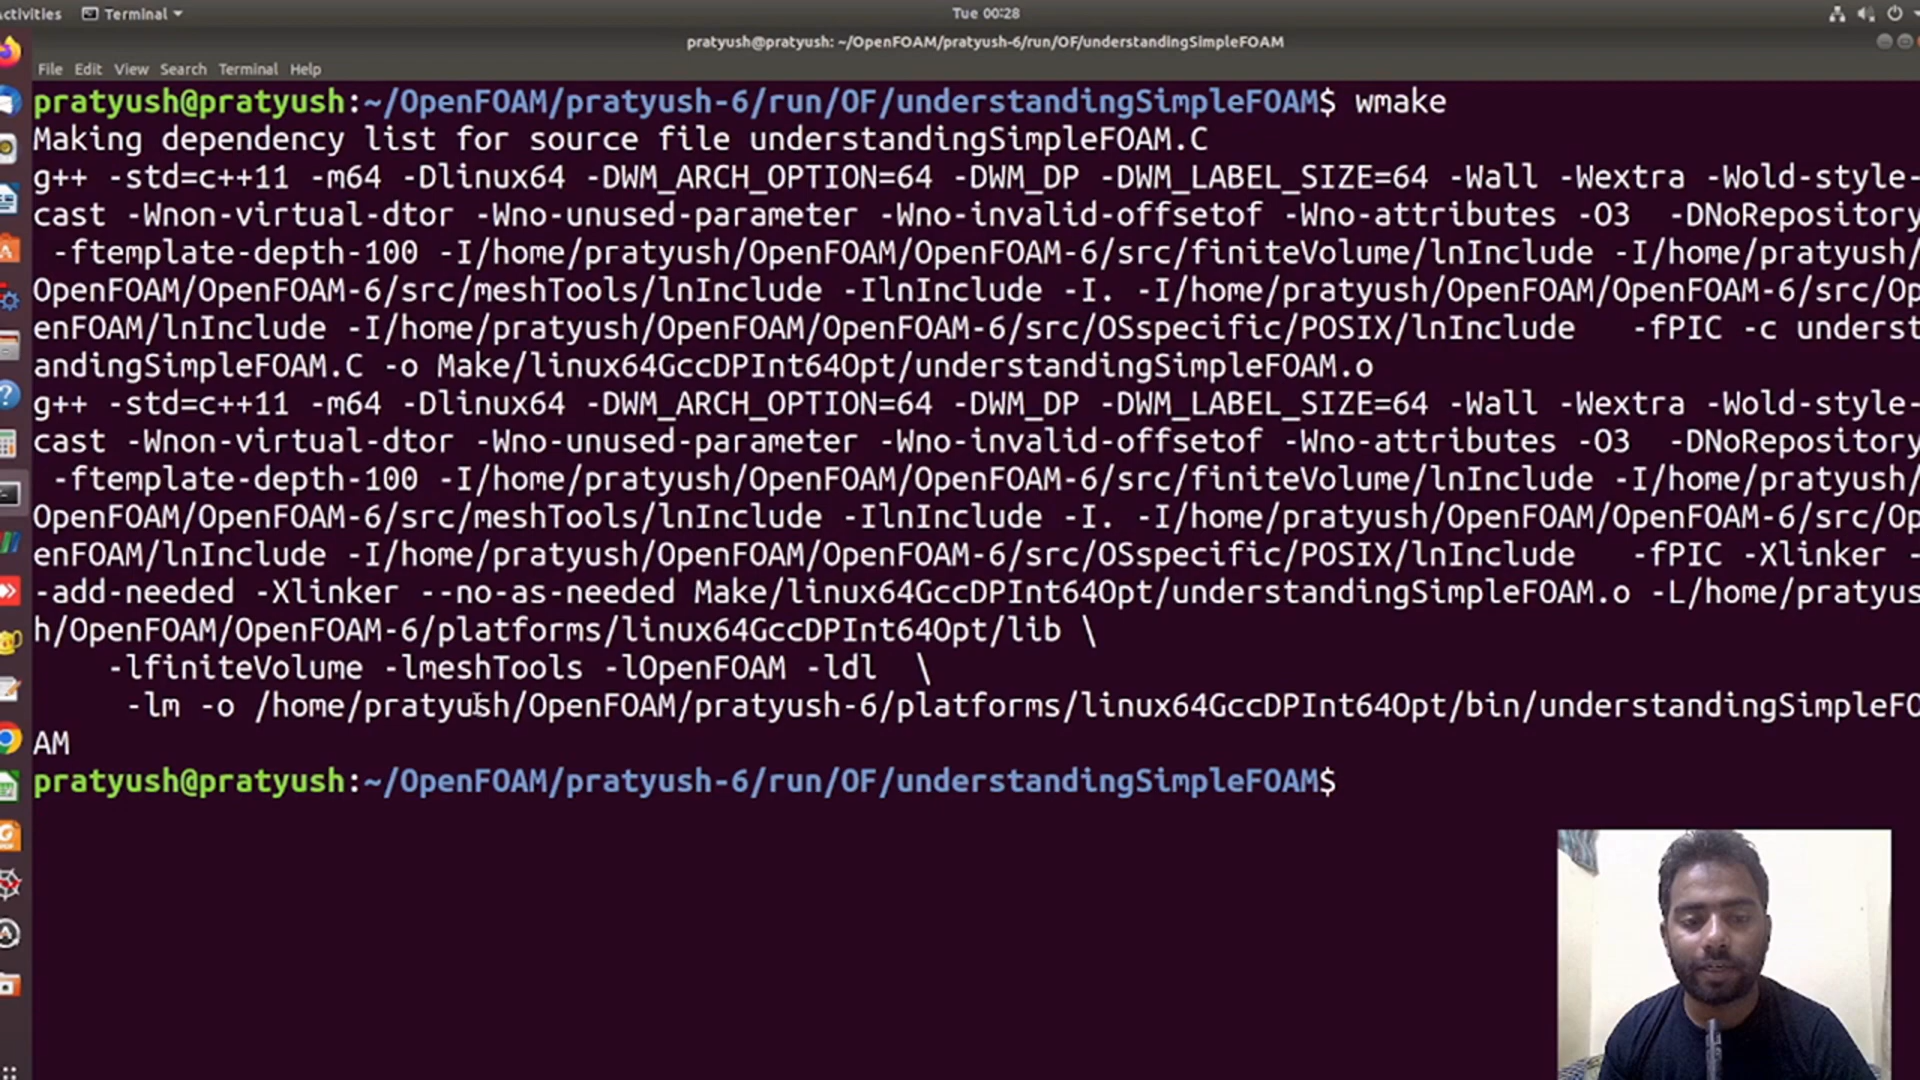 Activities Terminal Tue 00:28
pratyush@pratyush: ~/OpenFOAM/pratyush-6/run/OF/understandingSimpleFOAM
File Edit View Search Terminal Help
pratyush@pratyush:~/OpenFOAM/pratyush-6/run/OF/understandingSimpleFOAM$ wmake
Making dependency list for source file understandingSimpleFOAM.C
g++ -std=c++11 -m64 -Dlinux64 -DWM_ARCH_OPTION=64 -DWM_DP -DWM_LABEL_SIZE=64 -Wall -Wextra -Wold-style-
cast -Wnon-virtual-dtor -Wno-unused-parameter -Wno-invalid-offsetof -Wno-attributes -O3  -DNoRepository
 -ftemplate-depth-100 -I/home/pratyush/OpenFOAM/OpenFOAM-6/src/finiteVolume/lnInclude -I/home/pratyush/
OpenFOAM/OpenFOAM-6/src/meshTools/lnInclude -IlnInclude -I. -I/home/pratyush/OpenFOAM/OpenFOAM-6/src/Op
enFOAM/lnInclude -I/home/pratyush/OpenFOAM/OpenFOAM-6/src/OSspecific/POSIX/lnInclude   -fPIC -c underst
andingSimpleFOAM.C -o Make/linux64GccDPInt64Opt/understandingSimpleFOAM.o
g++ -std=c++11 -m64 -Dlinux64 -DWM_ARCH_OPTION=64 -DWM_DP -DWM_LABEL_SIZE=64 -Wall -Wextra -Wold-style-
cast -Wnon-virtual-dtor -Wno-unused-parameter -Wno-invalid-offsetof -Wno-attributes -O3  -DNoRepository
 -ftemplate-depth-100 -I/home/pratyush/OpenFOAM/OpenFOAM-6/src/finiteVolume/lnInclude -I/home/pratyush/
OpenFOAM/OpenFOAM-6/src/meshTools/lnInclude -IlnInclude -I. -I/home/pratyush/OpenFOAM/OpenFOAM-6/src/Op
enFOAM/lnInclude -I/home/pratyush/OpenFOAM/OpenFOAM-6/src/OSspecific/POSIX/lnInclude   -fPIC -Xlinker -
-add-needed -Xlinker --no-as-needed Make/linux64GccDPInt64Opt/understandingSimpleFOAM.o -L/home/pratyus
h/OpenFOAM/OpenFOAM-6/platforms/linux64GccDPInt64Opt/lib \
    -lfiniteVolume -lmeshTools -lOpenFOAM -ldl  \
     -lm -o /home/pratyush/OpenFOAM/pratyush-6/platforms/linux64GccDPInt64Opt/bin/understandingSimpleFO
AM
pratyush@pratyush:~/OpenFOAM/pratyush-6/run/OF/understandingSimpleFOAM$